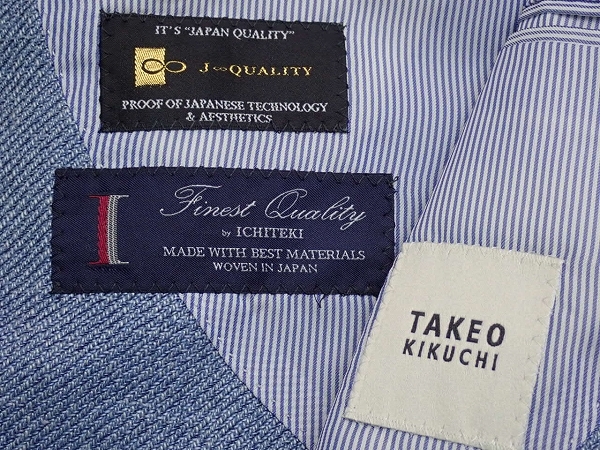 IT'S "JAPAN QUALITY"
J∞QUALITY
PROOF OF JAPANESE TECHNOLOGY
& AESTHETICS
Finest Quality
by ICHITEKI
MADE WITH BEST MATERIALS
WOVEN IN JAPAN
TAKEO
KIKUCHI